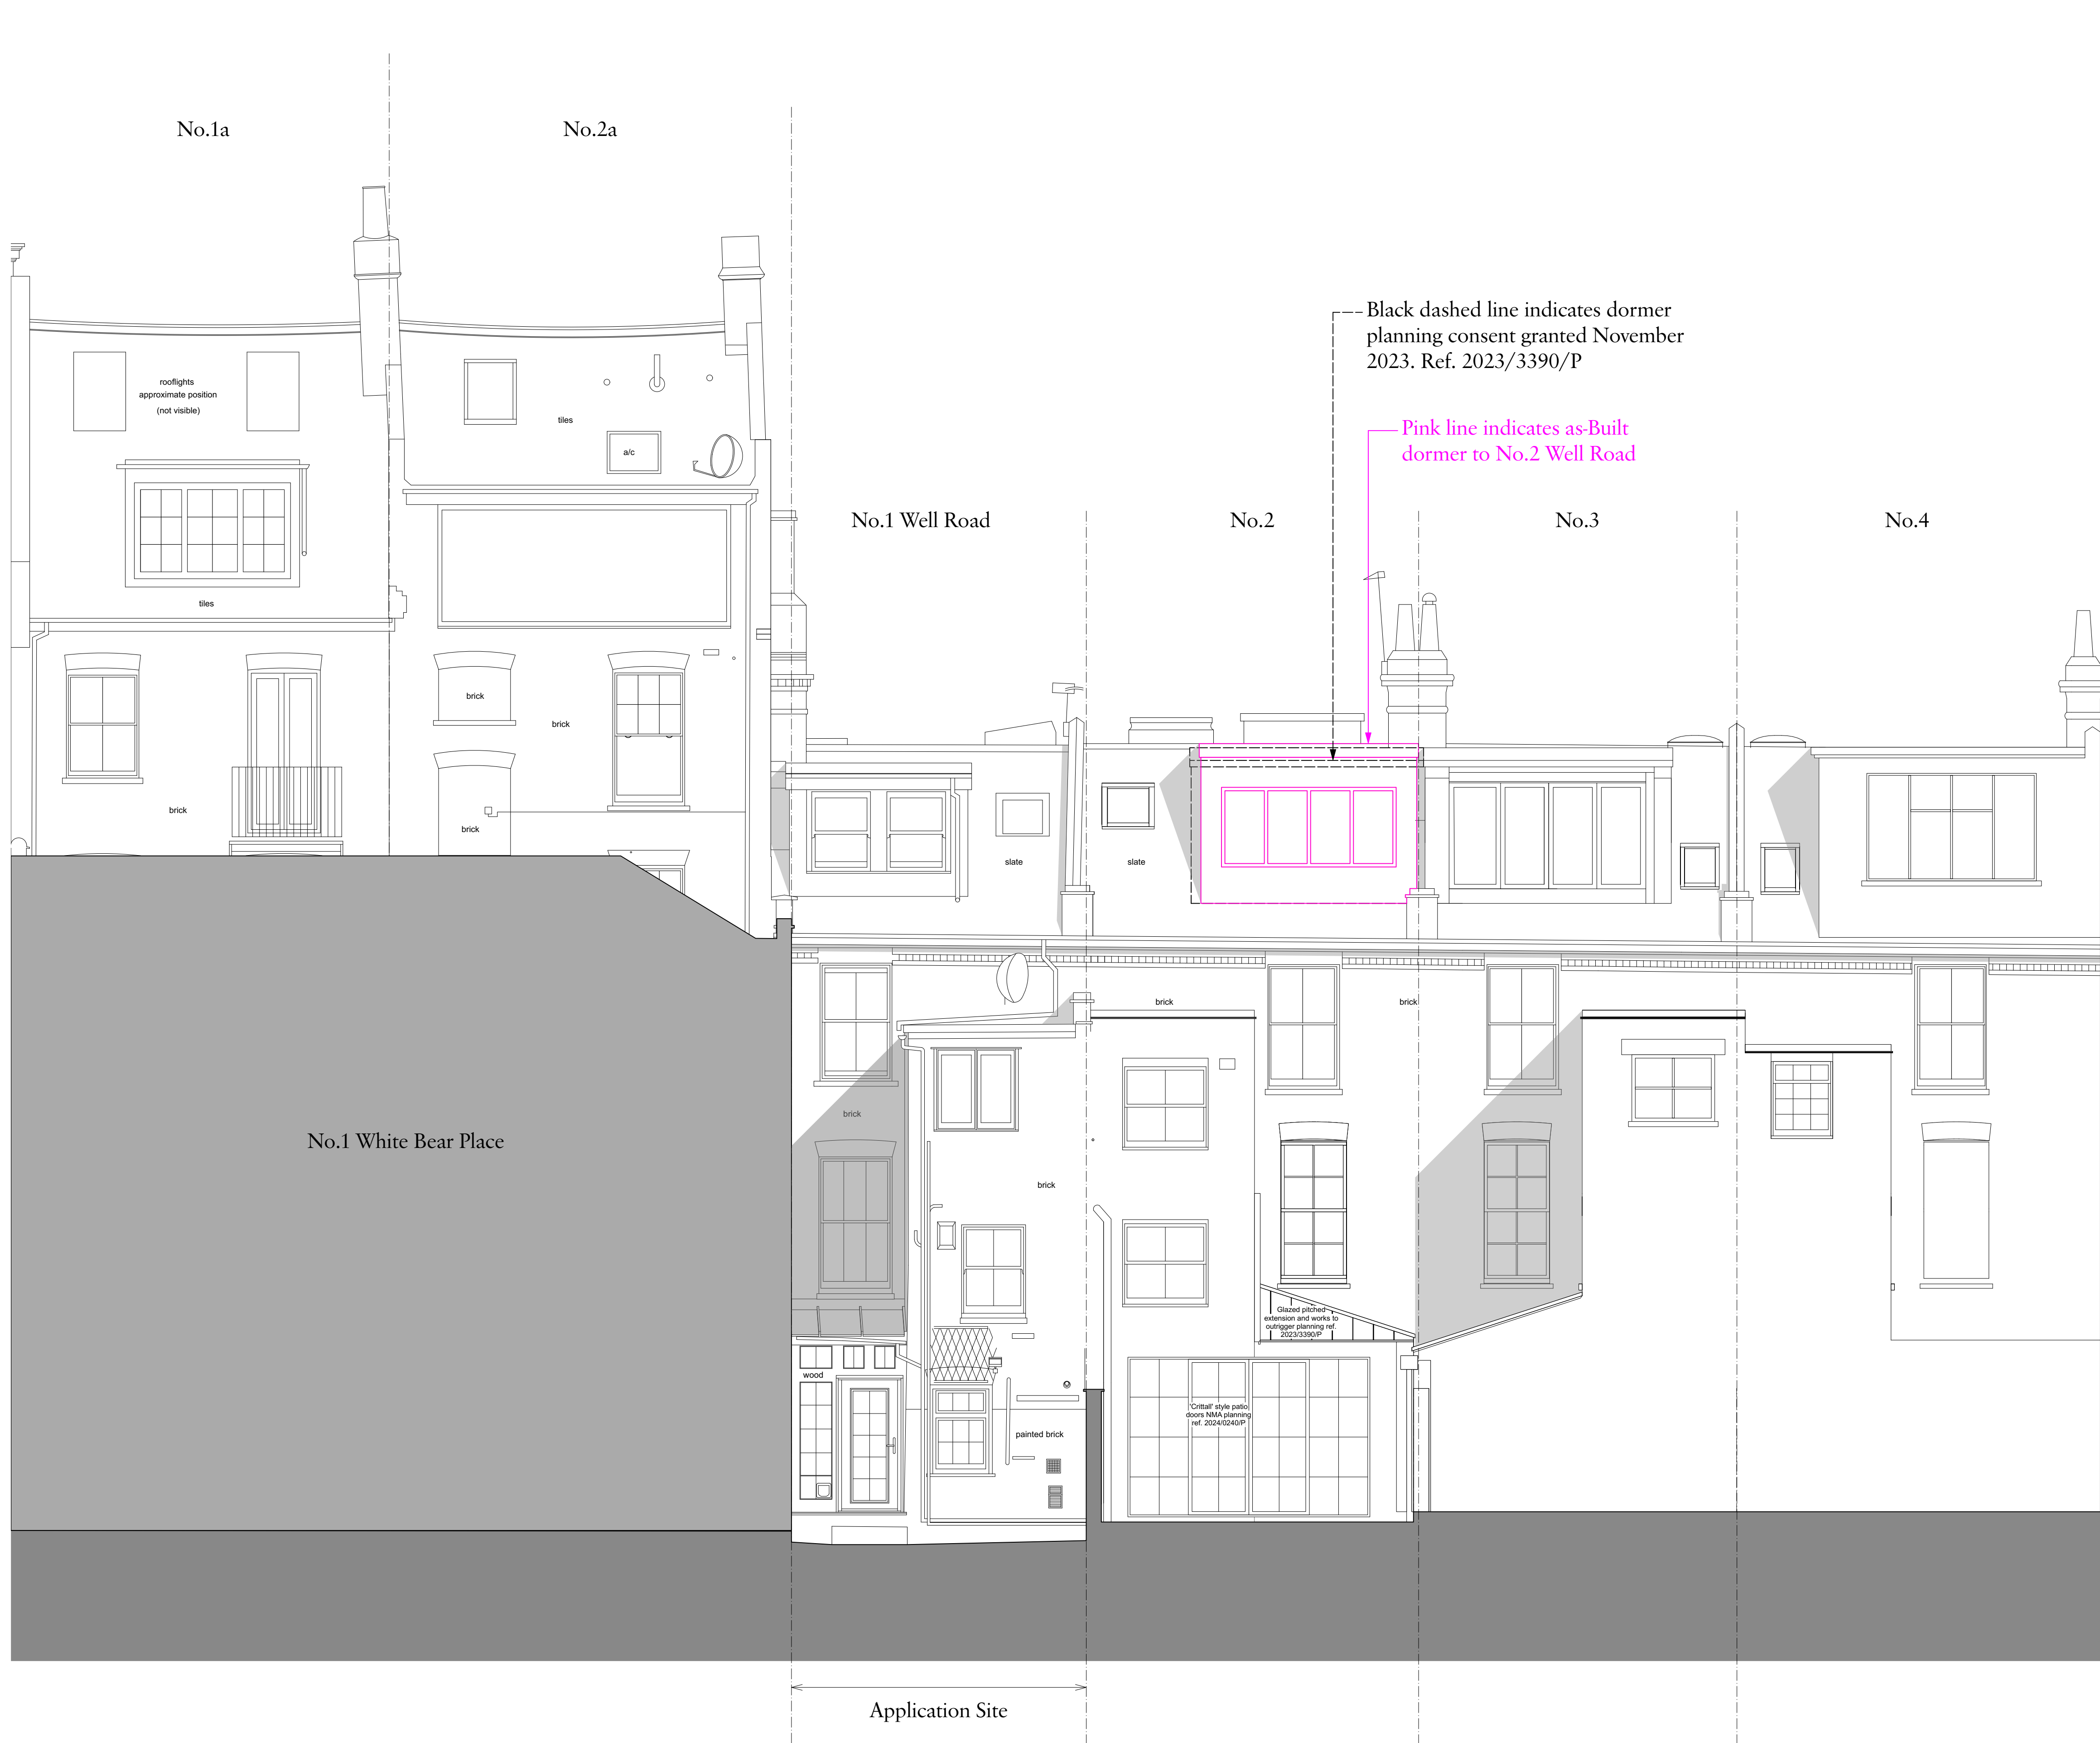 No.1a
No.2a
Black dashed line indicates dormer
planning consent granted November
2023. Ref. 2023/3390/P
rooflights
approximate position
(not visible)
tiles
a/c
Pink line indicates as-Built
dormer to No.2 Well Road
No.1 Well Road
No.2
No.3
No.4
tiles
brick
brick
brick
brick
slate
slate
brick
brick
brick
No.1 White Bear Place
brick
Glazed pitched
extension and works to
outrigger planning ref.
2023/3390/P
wood
'Crittall' style patio
doors NMA planning
ref. 2024/0240/P
painted brick
Application Site